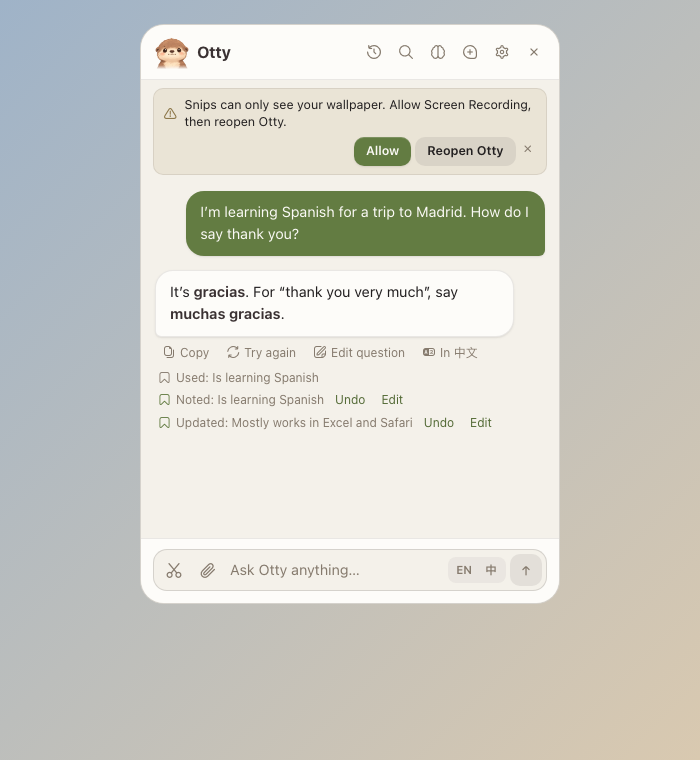 Otty
Snips can only see your wallpaper. Allow Screen Recording,
then reopen Otty.
Allow
Reopen Otty
I’m learning Spanish for a trip to Madrid. How do I
say thank you?
It’s gracias. For “thank you very much”, say
muchas gracias.
Copy
Try again
Edit question
In 中文
Used: Is learning Spanish
Noted: Is learning Spanish Undo Edit
Updated: Mostly works in Excel and Safari Undo Edit
Ask Otty anything...
EN 中